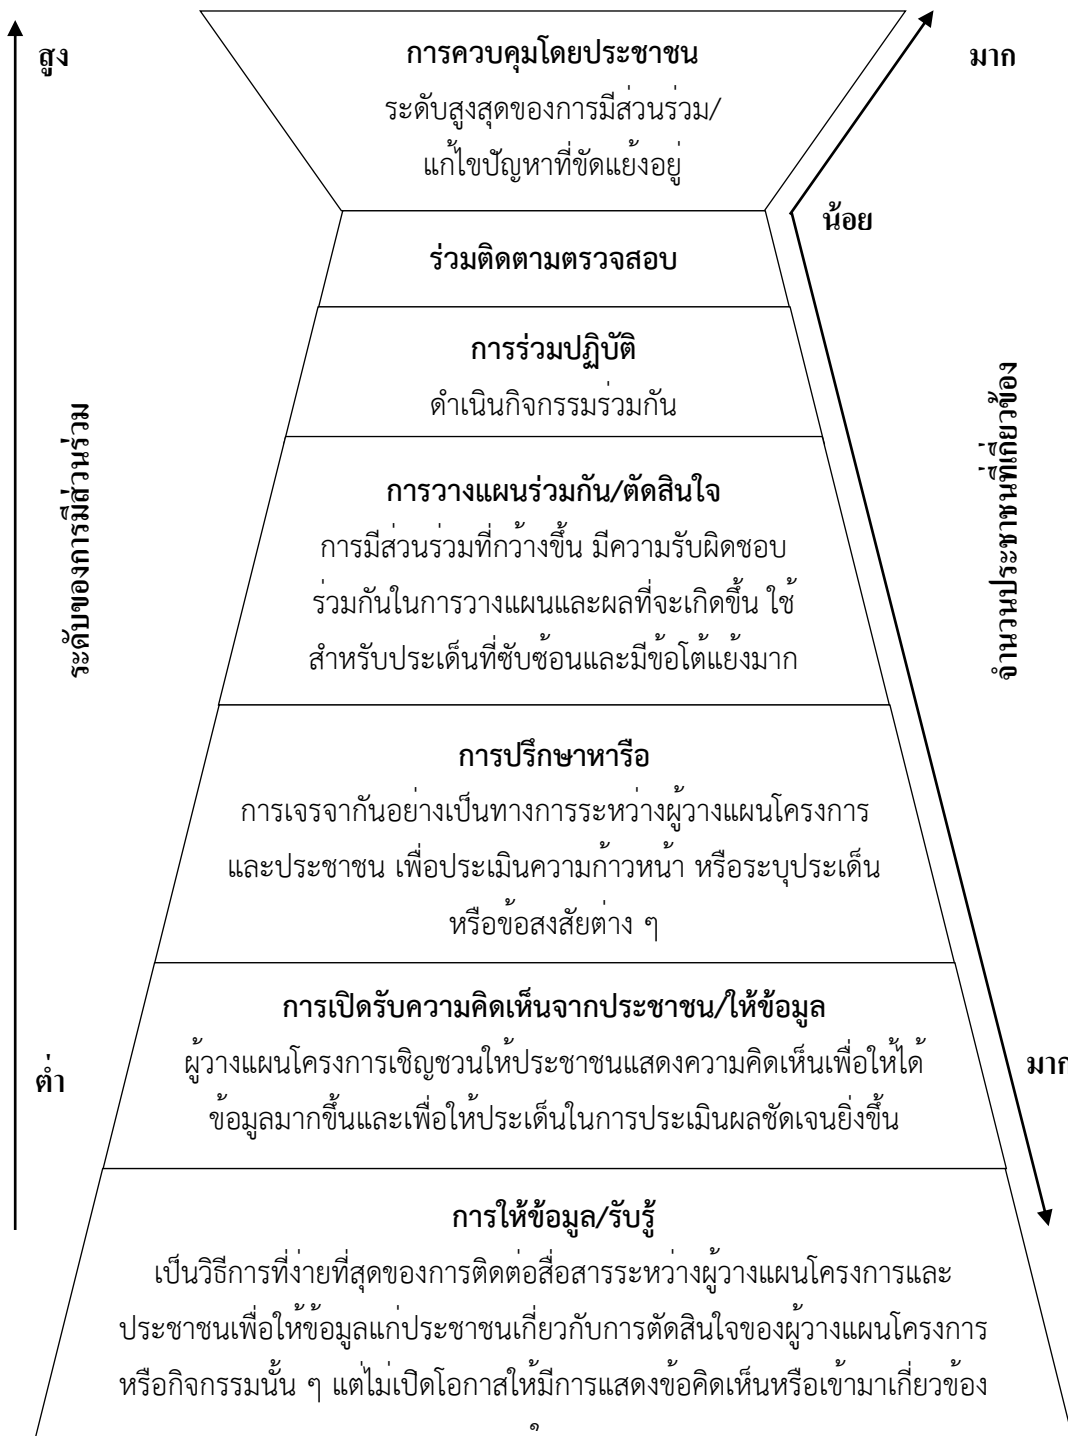 สูง
การควบคุมโดยประชาชน
มาก
ระดับสูงสุดของการมีส่วนร่วม/
แก้ไขปัญหาที่ขัดแย้งอยู่
น้อย
ร่วมติดตามตรวจสอบ
การร่วมปฏิบัติ
ดำเนินกิจกรรมร่วมกัน
ระดับของการมีส่วนร่วม
จำนวนประชาชนที่เกี่ยวข้อง
การวางแผนร่วมกัน/ตัดสินใจ
การมีส่วนร่วมที่กว้างขึ้น มีความรับผิดชอบ
ร่วมกันในการวางแผนและผลที่จะเกิดขึ้น ใช้
สำหรับประเด็นที่ซับซ้อนและมีข้อโต้แย้งมาก
การปรึกษาหารือ
การเจรจากันอย่างเป็นทางการระหว่างผู้วางแผนโครงการ
และประชาชน เพื่อประเมินความก้าวหน้า หรือระบุประเด็น
หรือข้อสงสัยต่าง ๆ
การเปิดรับความคิดเห็นจากประชาชน/ให้ข้อมูล
ผู้วางแผนโครงการเชิญชวนให้ประชาชนแสดงความคิดเห็นเพื่อให้ได้
ข้อมูลมากขึ้นและเพื่อให้ประเด็นในการประเมินผลชัดเจนยิ่งขึ้น
ต่ำ
มาก
การให้ข้อมูล/รับรู้
เป็นวิธีการที่ง่ายที่สุดของการติดต่อสื่อสารระหว่างผู้วางแผนโครงการและ
ประชาชนเพื่อให้ข้อมูลแก่ประชาชนเกี่ยวกับการตัดสินใจของผู้วางแผนโครงการ
หรือกิจกรรมนั้น ๆ แต่ไม่เปิดโอกาสให้มีการแสดงข้อคิดเห็นหรือเข้ามาเกี่ยวข้อง